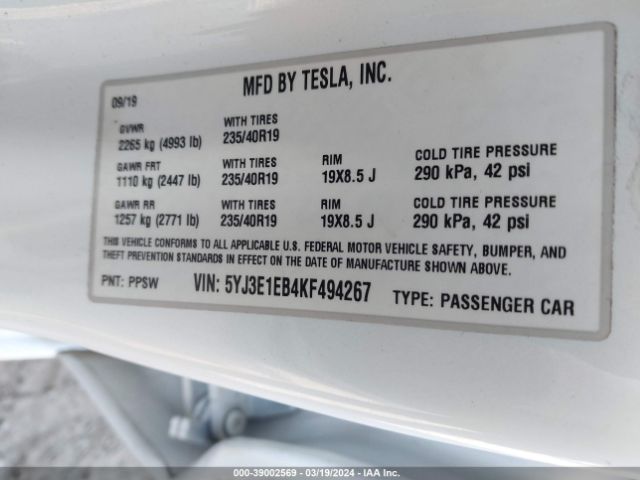 MFD BY TESLA, INC.
09/19
GVWR WITH TIRES
2265 kg (4993 lb) 235/40R19
GAWR FRT WITH TIRES RIM COLD TIRE PRESSURE
1110 kg (2447 lb) 235/40R19 19X8.5 J 290 kPa, 42 psi
GAWR RR WITH TIRES RIM COLD TIRE PRESSURE
1257 kg (2771 lb) 235/40R19 19X8.5 J 290 kPa, 42 psi
THIS VEHICLE CONFORMS TO ALL APPLICABLE U.S. FEDERAL MOTOR VEHICLE SAFETY, BUMPER, AND
THEFT PREVENTION STANDARDS IN EFFECT ON THE DATE OF MANUFACTURE SHOWN ABOVE.
PNT: PPSW VIN: 5YJ3E1EB4KF494267 TYPE: PASSENGER CAR
000-39002569 - 03/19/2024 - IAA Inc.